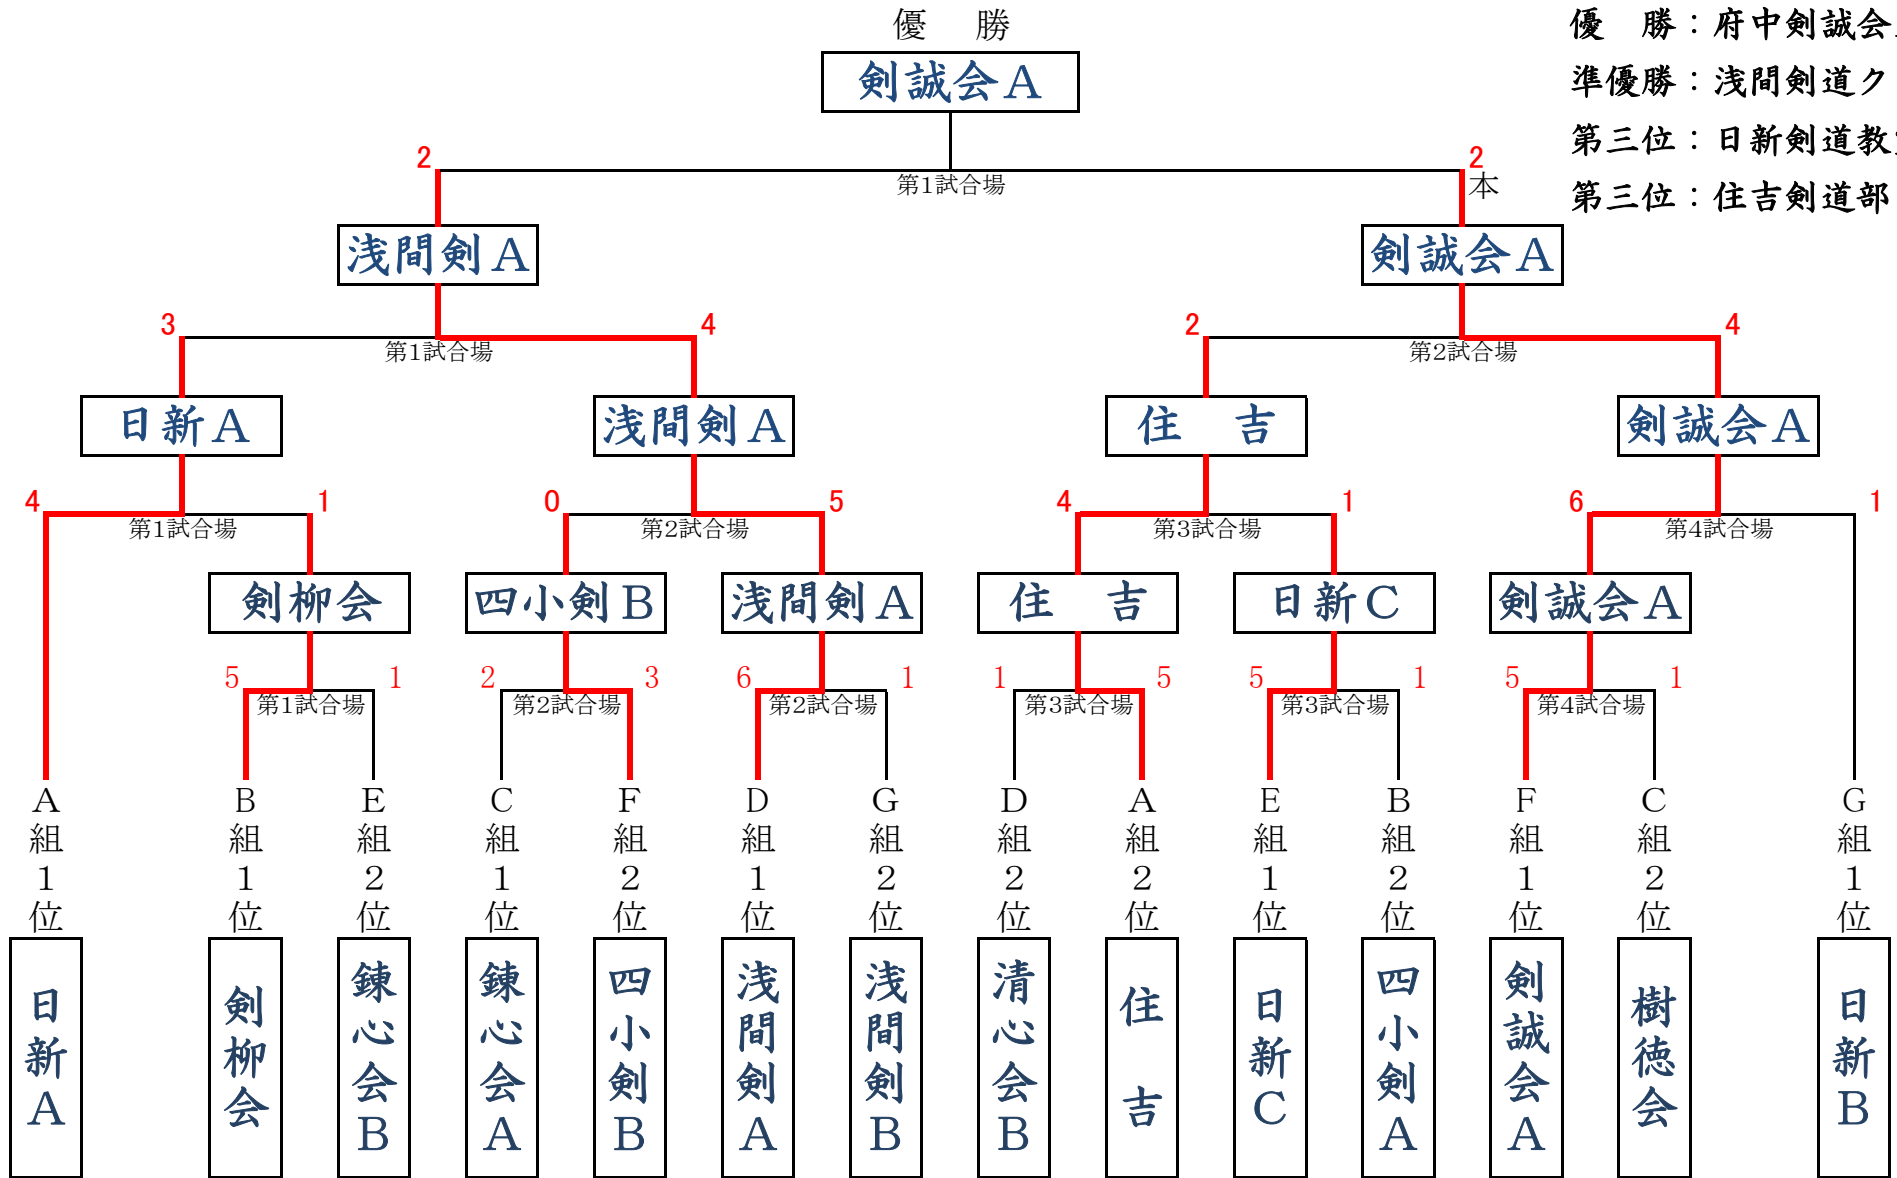 優　勝
剣誠会A
優　勝：府中剣誠会
準優勝：浅間剣道ク
第三位：日新剣道教
第三位：住吉剣道部
2
2
本
第1試合場
浅間剣A
剣誠会A
3
4
2
4
第1試合場
第2試合場
日新A
浅間剣A
住　吉
剣誠会A
4
1
0
5
4
1
6
1
第1試合場
第2試合場
第3試合場
第4試合場
剣柳会
四小剣B
浅間剣A
住　吉
日新C
剣誠会A
5
1
2
3
6
1
1
5
5
1
5
1
第1試合場
第2試合場
第2試合場
第3試合場
第3試合場
第4試合場
A組1位
B組1位
E組2位
C組1位
F組2位
D組1位
G組2位
D組2位
A組2位
E組1位
B組2位
F組1位
C組2位
G組1位
日新A
剣柳会
錬心会B
錬心会A
四小剣B
浅間剣A
浅間剣B
清心会B
住吉
日新C
四小剣A
剣誠会A
樹徳会
日新B